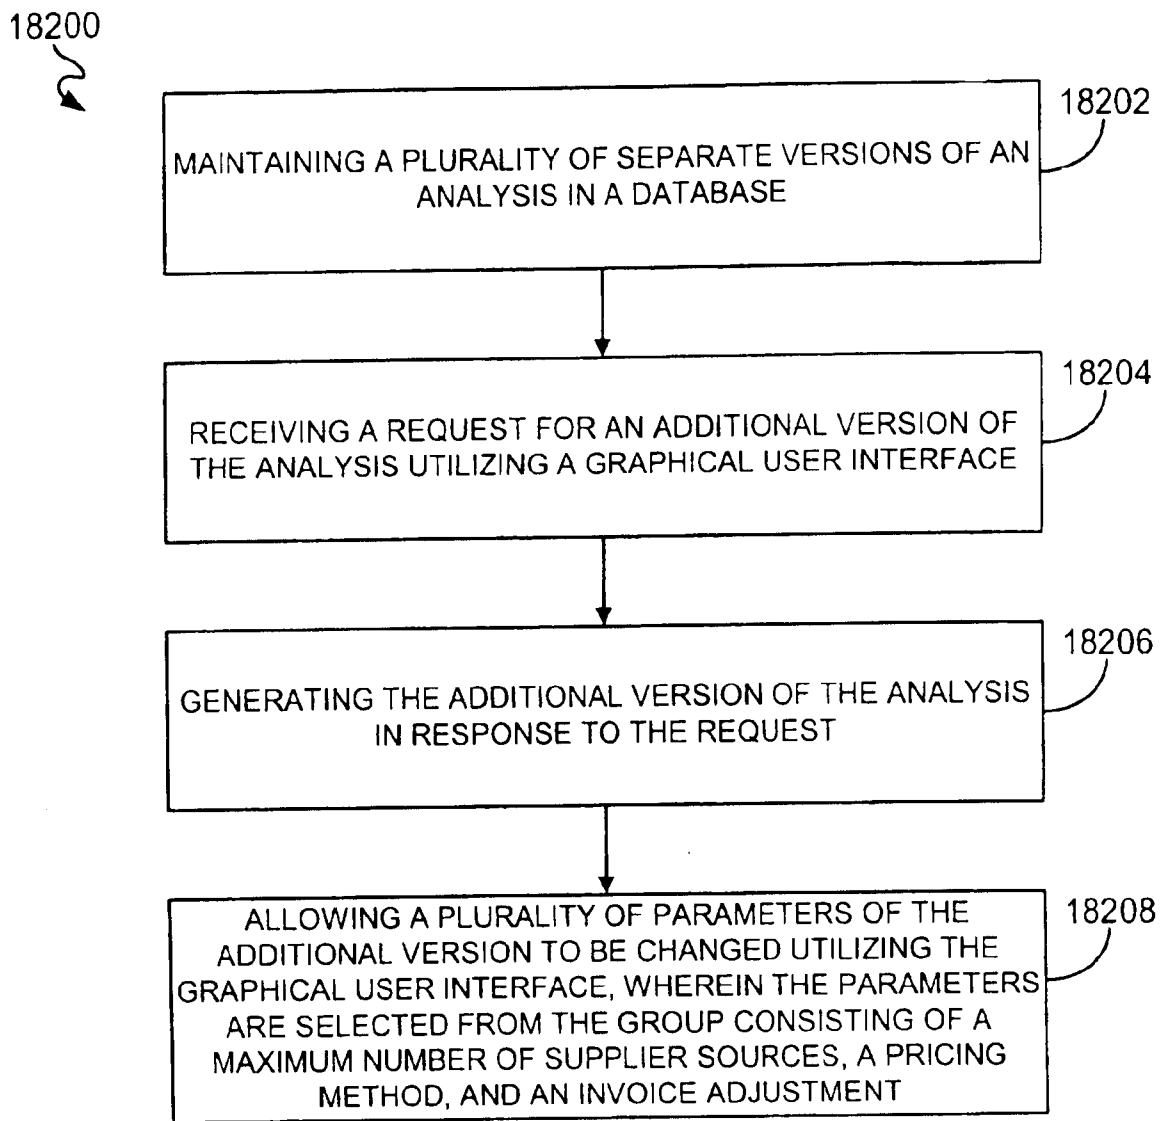 18200
18202
MAINTAINING A PLURALITY OF SEPARATE VERSIONS OF AN
ANALYSIS IN A DATABASE
18204
RECEIVING A REQUEST FOR AN ADDITIONAL VERSION OF
THE ANALYSIS UTILIZING A GRAPHICAL USER INTERFACE
18206
GENERATING THE ADDITIONAL VERSION OF THE ANALYSIS
IN RESPONSE TO THE REQUEST
18208
ALLOWING A PLURALITY OF PARAMETERS OF THE
ADDITIONAL VERSION TO BE CHANGED UTILIZING THE
GRAPHICAL USER INTERFACE, WHEREIN THE PARAMETERS
ARE SELECTED FROM THE GROUP CONSISTING OF A
MAXIMUM NUMBER OF SUPPLIER SOURCES, A PRICING
METHOD, AND AN INVOICE ADJUSTMENT